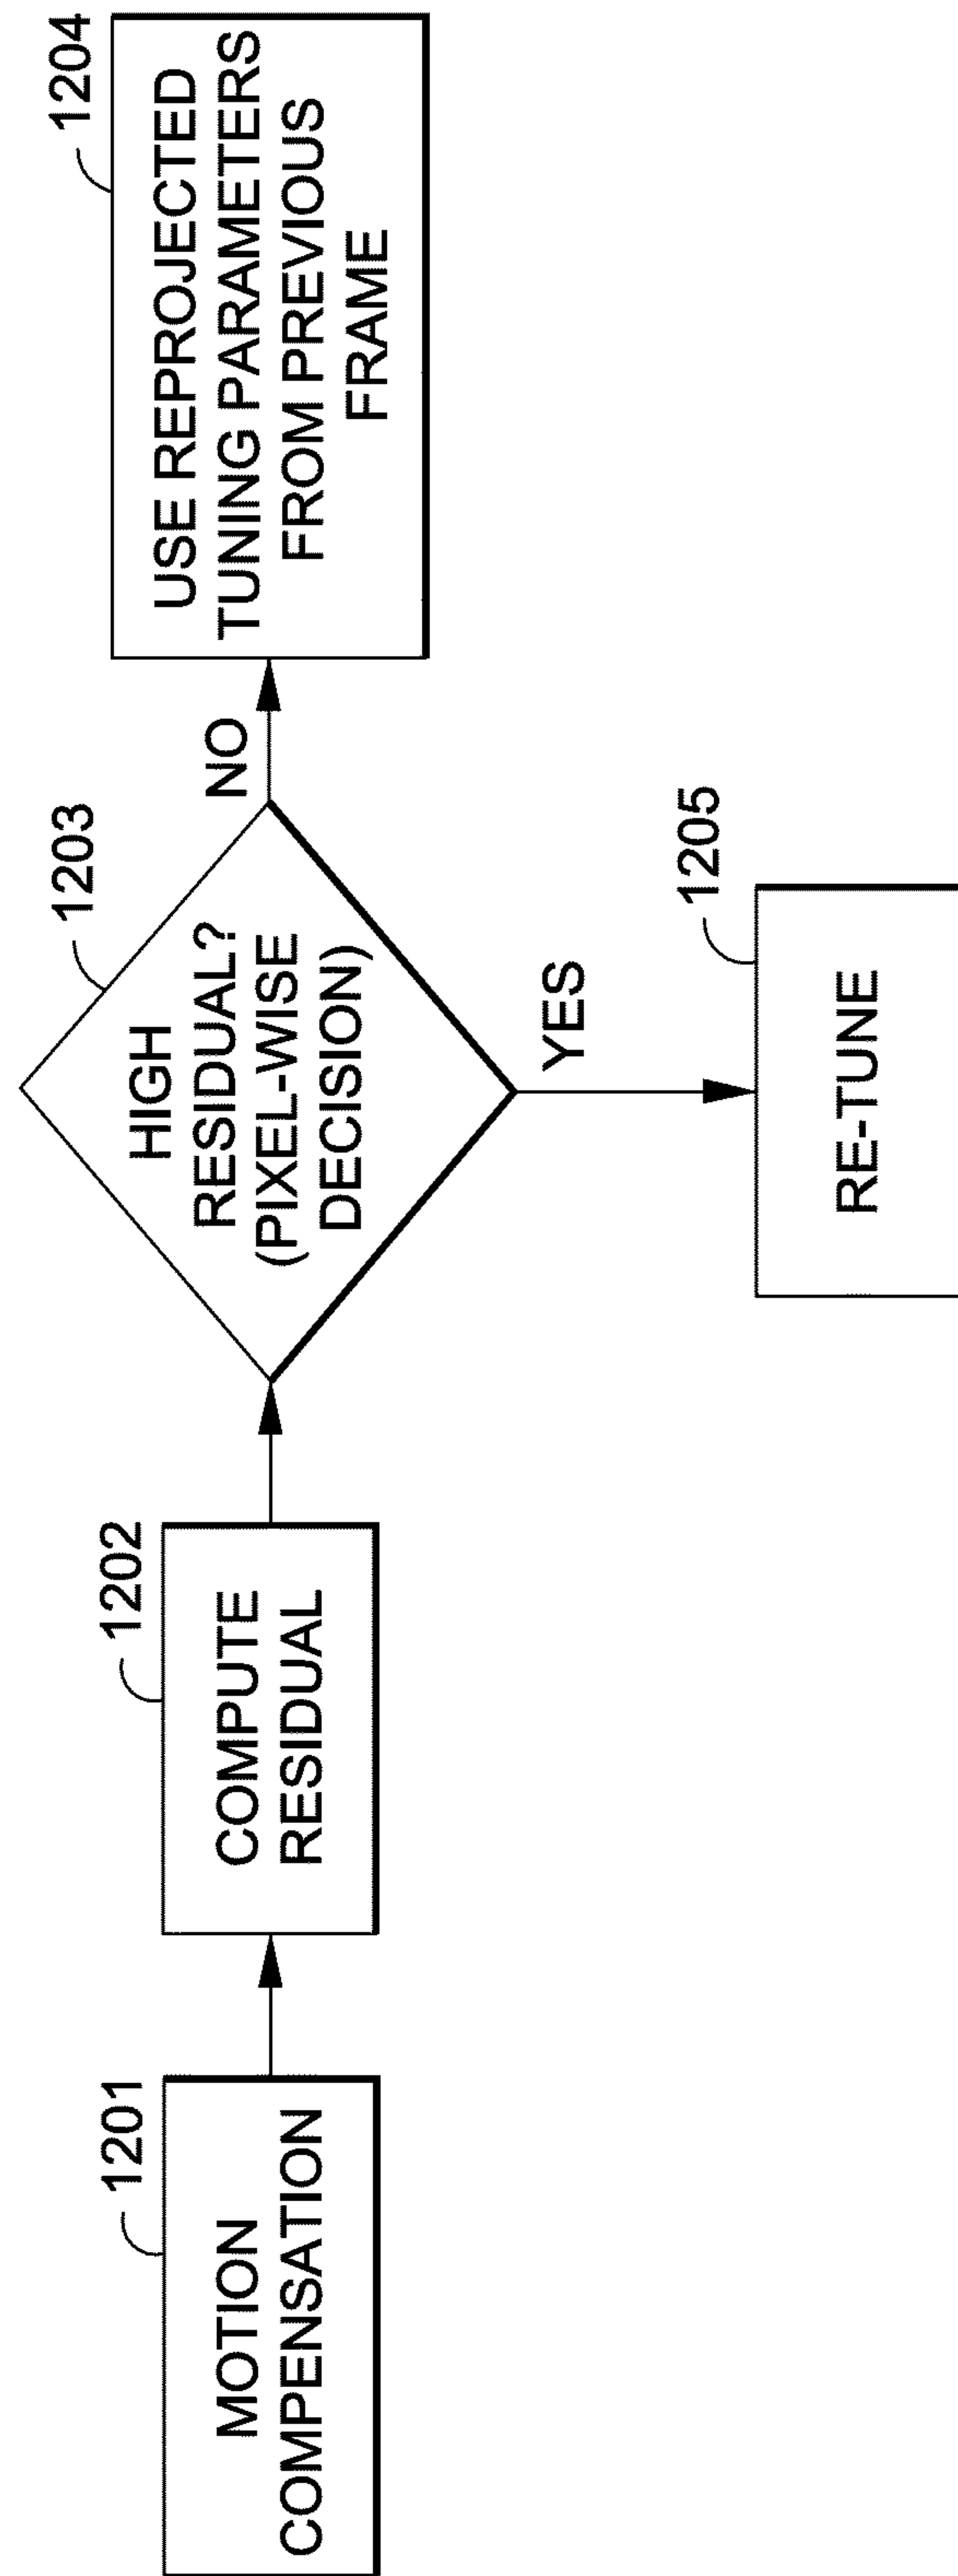 1201
MOTION
COMPENSATION
1202
COMPUTE
RESIDUAL
1203
HIGH
RESIDUAL?
(PIXEL-WISE
DECISION)
NO
1204
USE REPROJECTED
TUNING PARAMETERS
FROM PREVIOUS
FRAME
YES
1205
RE-TUNE